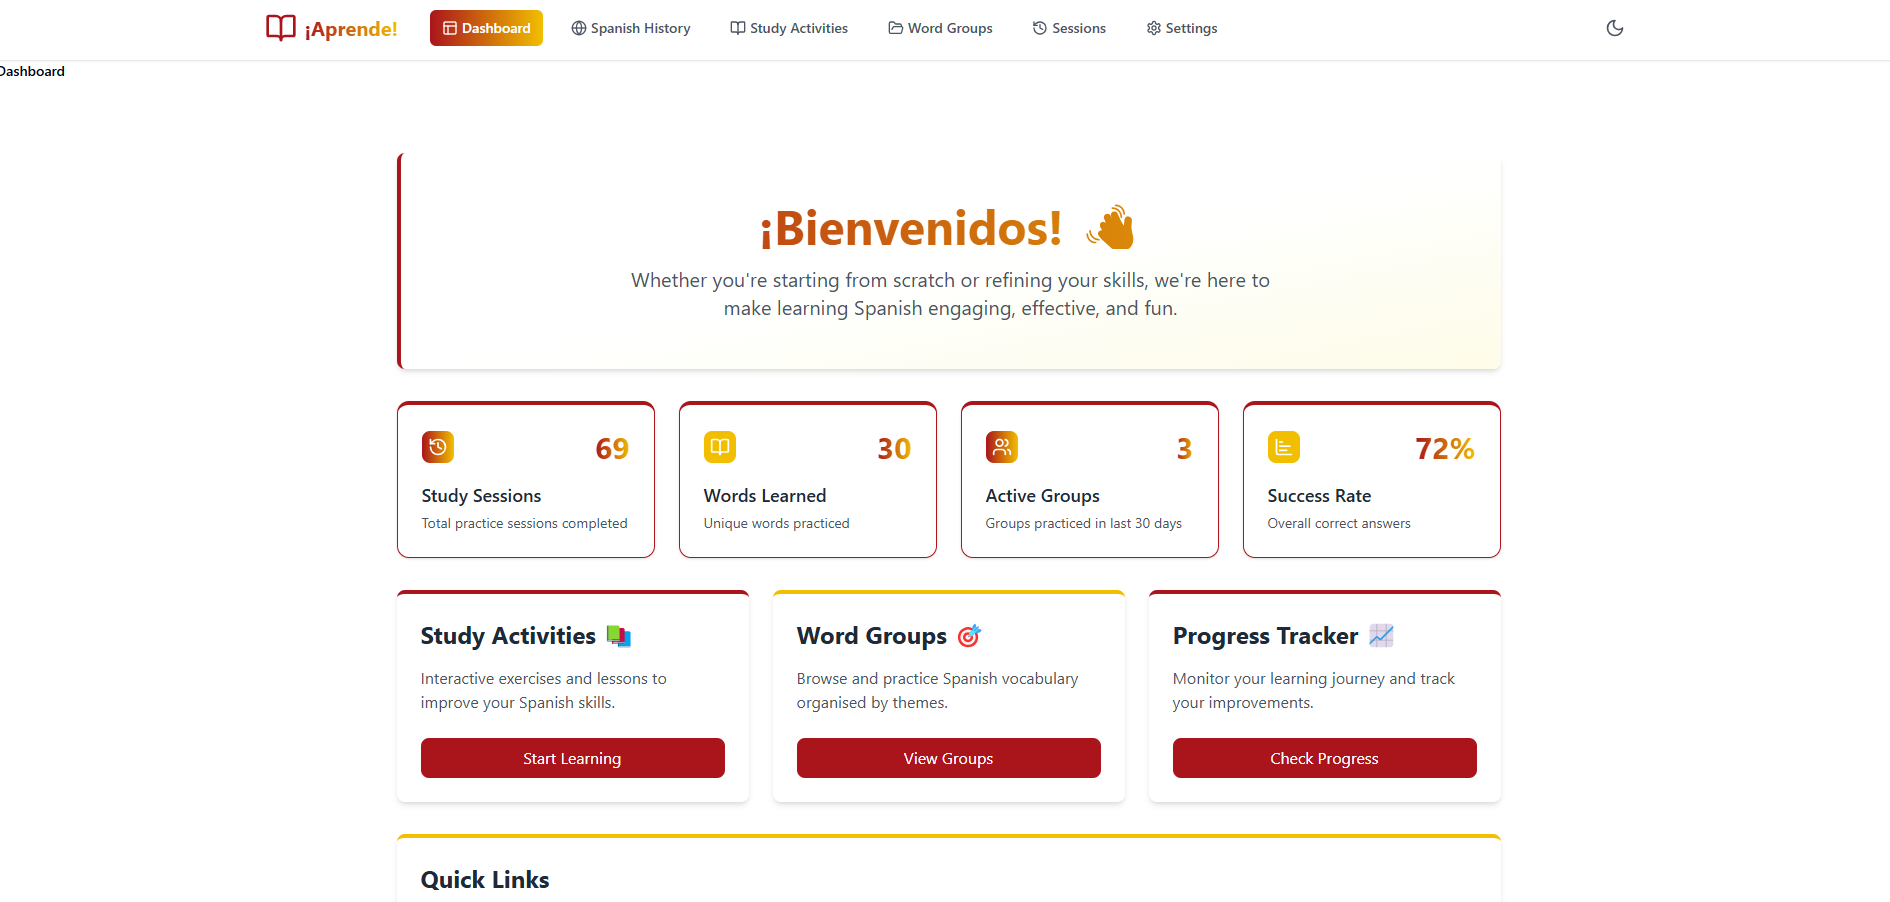 ¡Aprende!
Dashboard
Spanish History
Study Activities
Word Groups
Sessions
Settings
Dashboard
¡Bienvenidos! 👋
Whether you're starting from scratch or refining your skills, we're here to
make learning Spanish engaging, effective, and fun.
69
Study Sessions
Total practice sessions completed
30
Words Learned
Unique words practiced
3
Active Groups
Groups practiced in last 30 days
72%
Success Rate
Overall correct answers
Study Activities 📚
Interactive exercises and lessons to
improve your Spanish skills.
Start Learning
Word Groups 🎯
Browse and practice Spanish vocabulary
organised by themes.
View Groups
Progress Tracker 📈
Monitor your learning journey and track
your improvements.
Check Progress
Quick Links